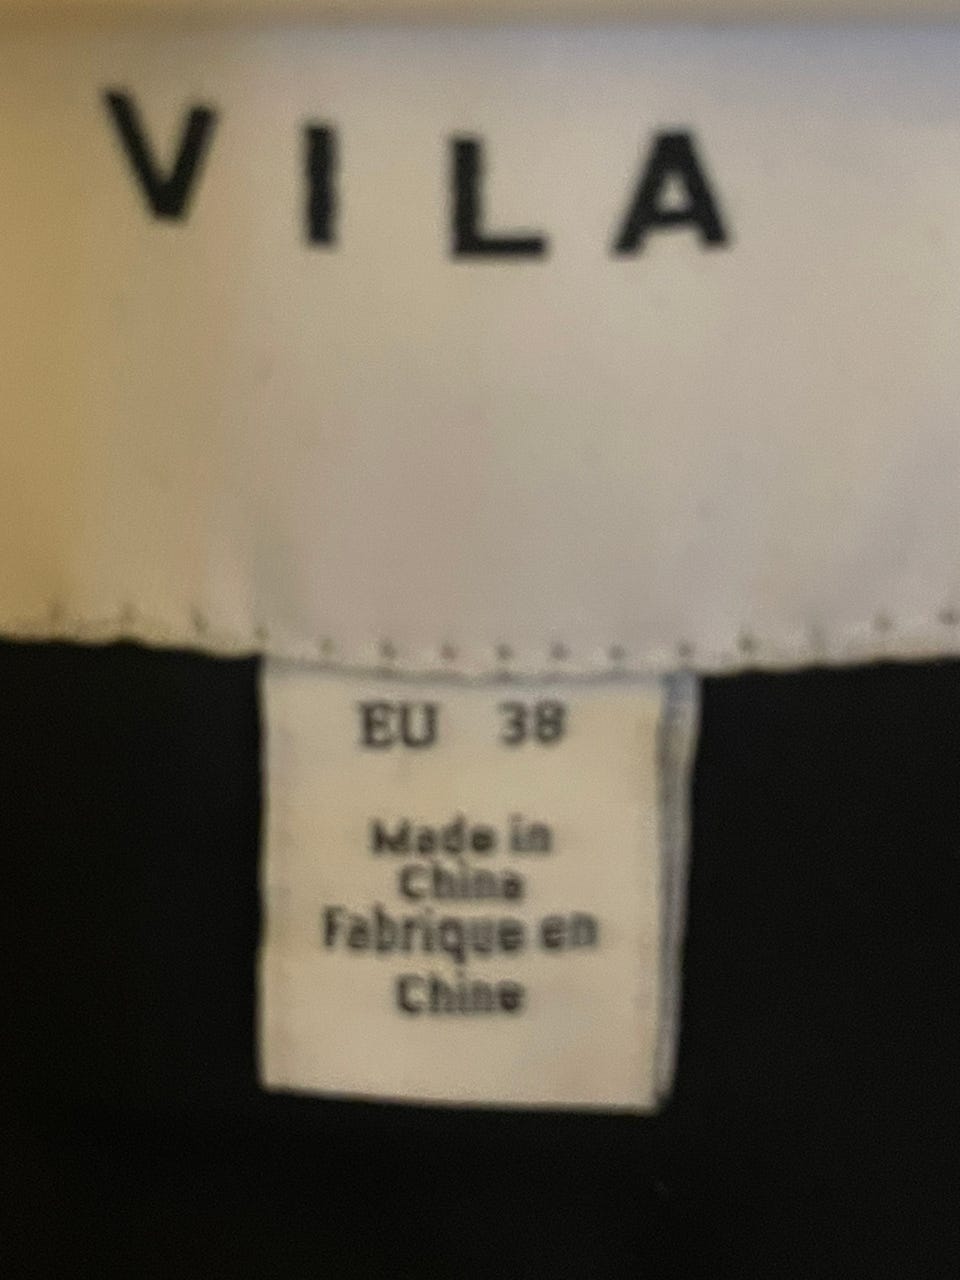 VILA
EU 38
Made in
China
Fabrique en
Chine